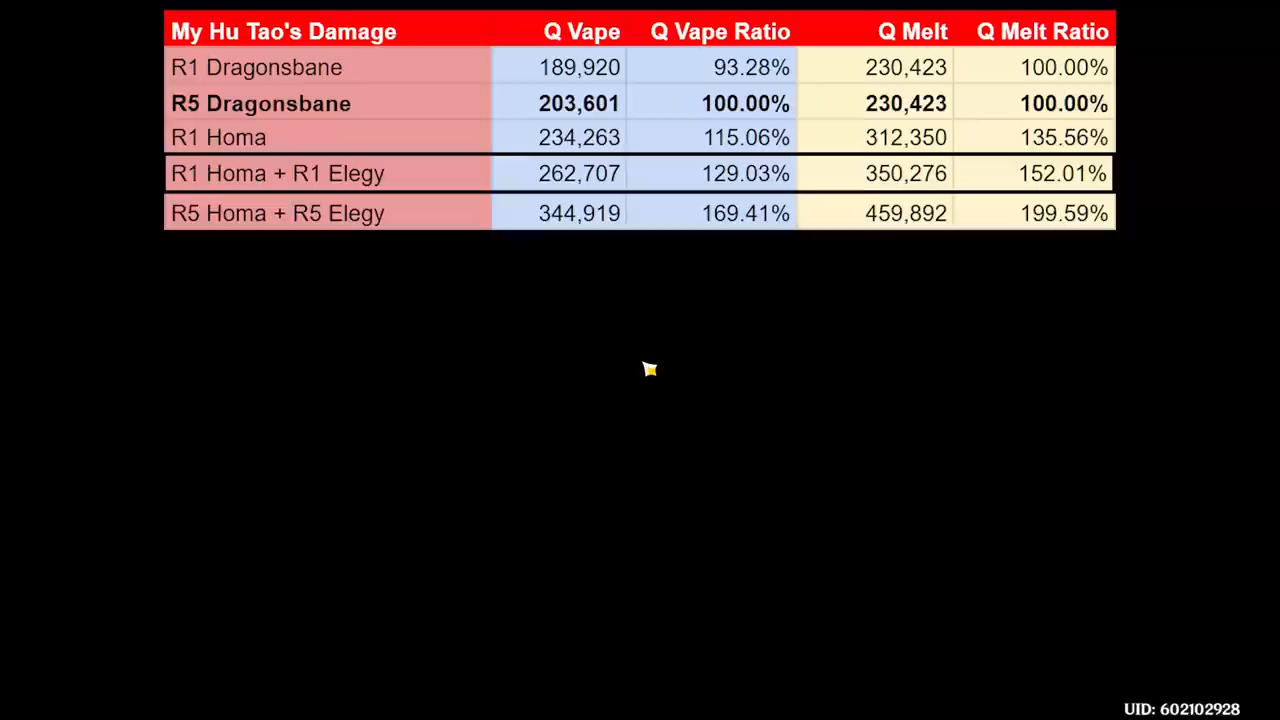 My Hu Tao's Damage Q Vape Q Vape Ratio Q Melt Q Melt Ratio
R1 Dragonsbane 189,920 93.28% 230,423 100.00%
R5 Dragonsbane 203,601 100.00% 230,423 100.00%
R1 Homa 234,263 115.06% 312,350 135.56%
R1 Homa + R1 Elegy 262,707 129.03% 350,276 152.01%
R5 Homa + R5 Elegy 344,919 169.41% 459,892 199.59%
UID: 602102928